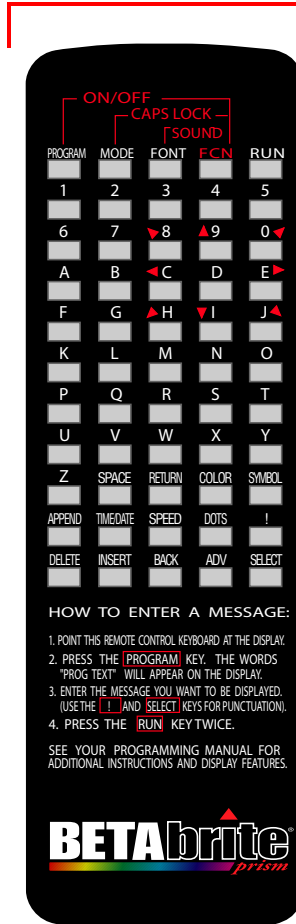 ON/OFF
CAPS LOCK
SOUND
PROGRAM MODE FONT FCN RUN
1 2 3 4 5
6 7 8 9 0
A B C D E
F G H I J
K L M N O
P Q R S T
U V W X Y
Z SPACE RETURN COLOR SYMBOL
APPEND TIME/DATE SPEED DOTS !
DELETE INSERT BACK ADV SELECT
HOW TO ENTER A MESSAGE:
1. POINT THIS REMOTE CONTROL KEYBOARD AT THE DISPLAY.
2. PRESS THE PROGRAM KEY. THE WORDS
"PROG TEXT" WILL APPEAR ON THE DISPLAY.
3. ENTER THE MESSAGE YOU WANT TO BE DISPLAYED.
(USE THE ! AND SELECT KEYS FOR PUNCTUATION).
4. PRESS THE RUN KEY TWICE.
SEE YOUR PROGRAMMING MANUAL FOR
ADDITIONAL INSTRUCTIONS AND DISPLAY FEATURES.
BETAbrite®
prism